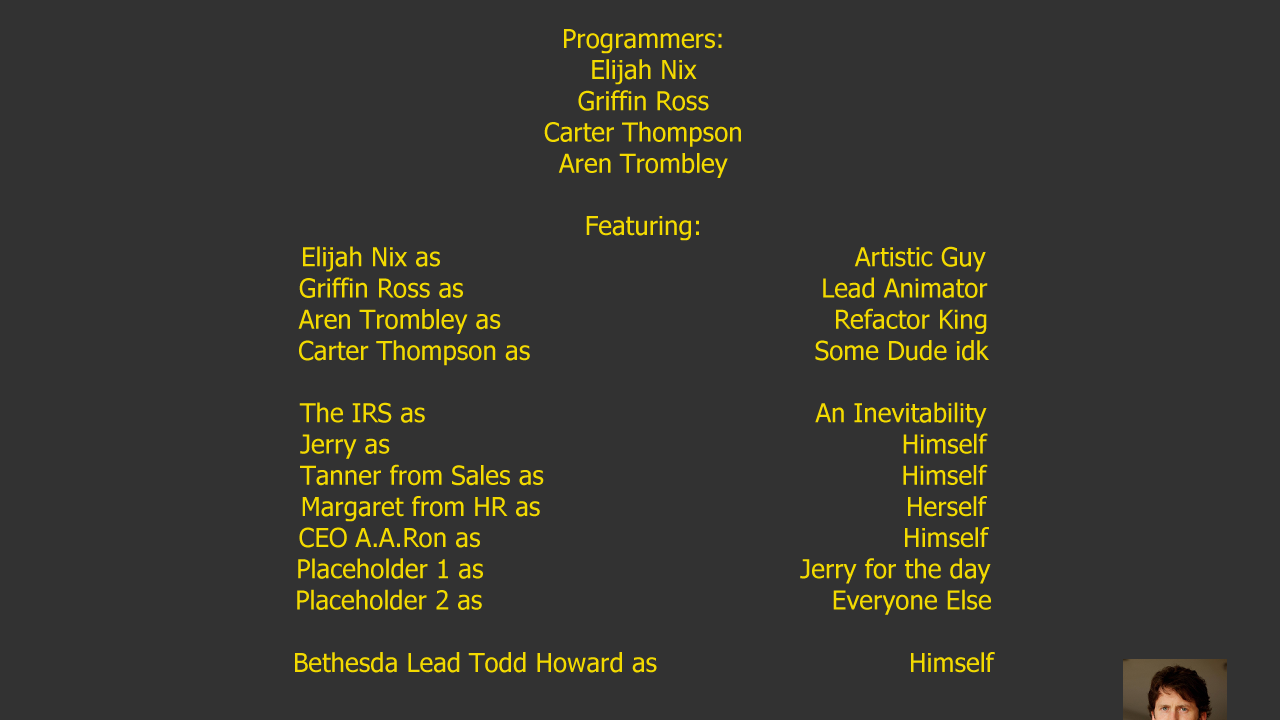 Programmers:
Elijah Nix
Griffin Ross
Carter Thompson
Aren Trombley
Featuring:
Elijah Nix as Artistic Guy
Griffin Ross as Lead Animator
Aren Trombley as Refactor King
Carter Thompson as Some Dude idk
The IRS as An Inevitability
Jerry as Himself
Tanner from Sales as Himself
Margaret from HR as Herself
CEO A.A.Ron as Himself
Placeholder 1 as Jerry for the day
Placeholder 2 as Everyone Else
Bethesda Lead Todd Howard as Himself